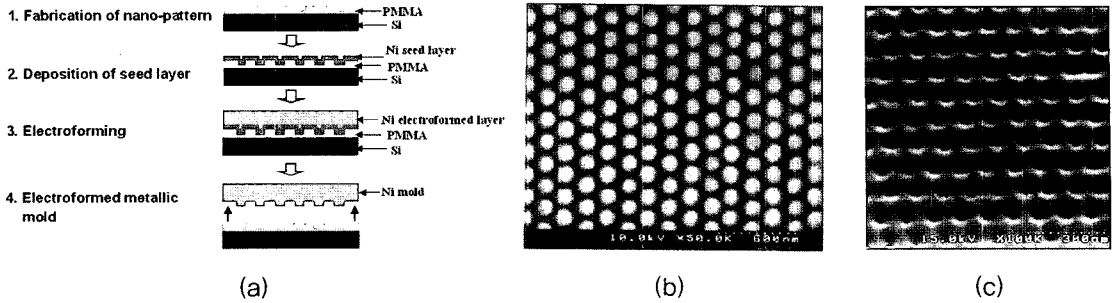 1. Fabrication of nano-pattern
PMMA
Si
Ni seed layer
2. Deposition of seed layer
PMMA
Si
3. Electroforming
Ni electroformed layer
PMMA
Si
4. Electroformed metallic
mold
Ni mold
10.0kV X50.0K 600nm
15.0kV X100K 300nm
(a)
(b)
(c)